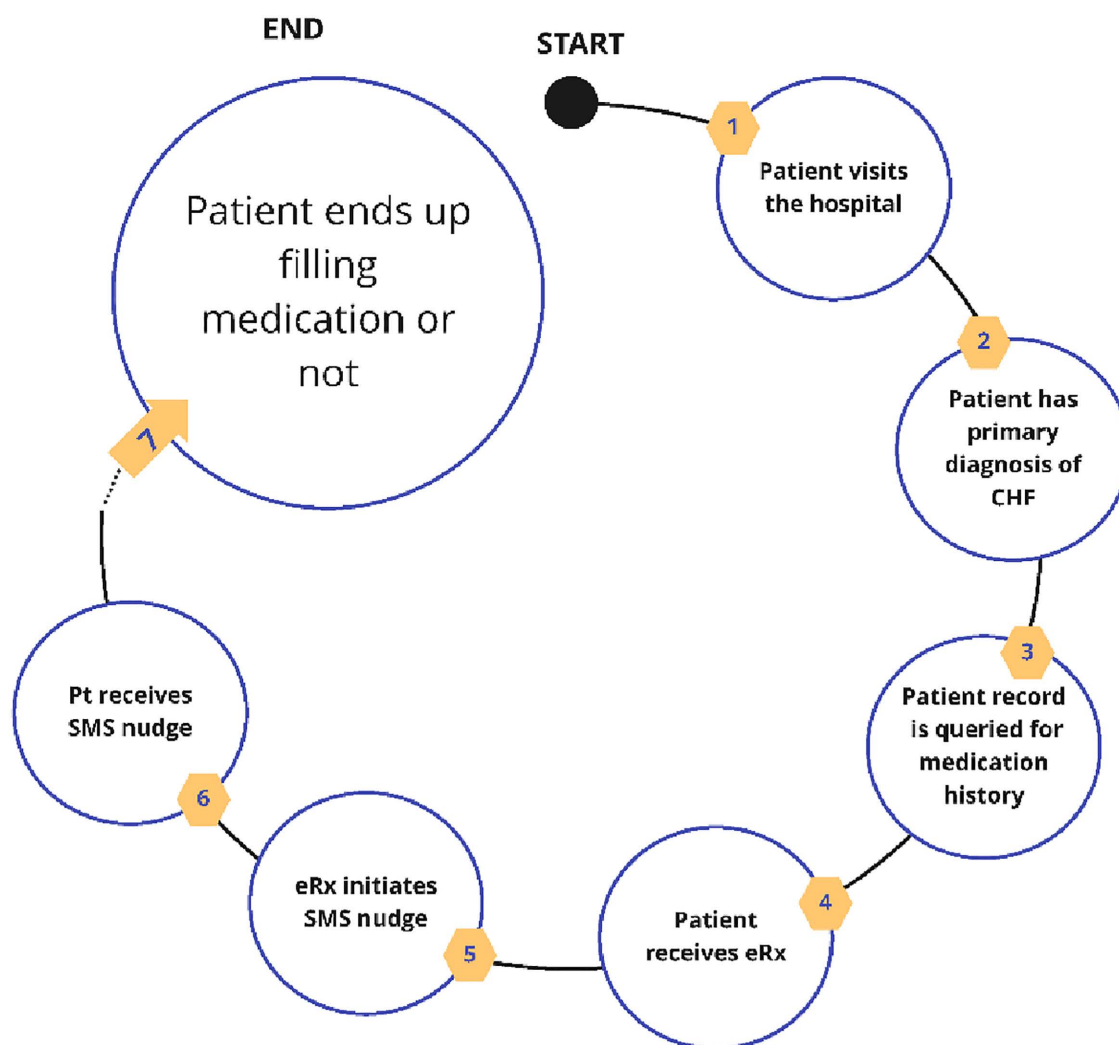 END
START
1
Patient visits
the hospital
2
Patient has
primary
diagnosis of
CHF
3
Patient record
is queried for
medication
history
4
Patient
receives eRx
5
eRx initiates
SMS nudge
6
Pt receives
SMS nudge
7
Patient ends up
filling
medication or
not